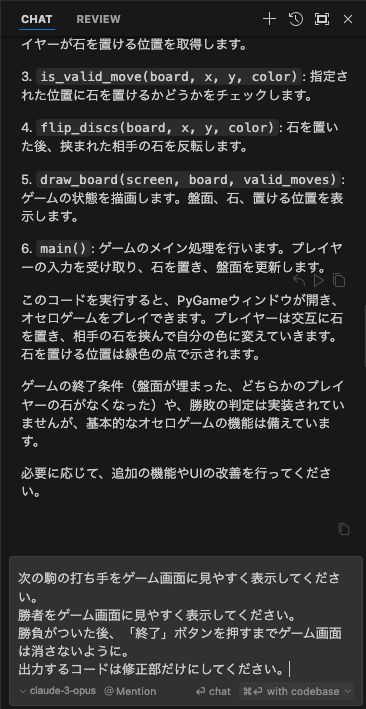 CHAT
REVIEW
イヤーが石を置ける位置を取得します。
3. is_valid_move(board, x, y, color): 指定さ
れた位置に石を置けるかどうかをチェックします。
4. flip_discs(board, x, y, color): 石を置い
た後、挟まれた相手の石を反転します。
5. draw_board(screen, board, valid_moves):
ゲームの状態を描画します。盤面、石、置ける位置を表
示します。
6. main(): ゲームのメイン処理を行います。プレイヤ
ーの入力を受け取り、石を置き、盤面を更新します。
このコードを実行すると、PyGameウィンドウが開き、
オセロゲームをプレイできます。プレイヤーは交互に石
を置き、相手の石を挟んで自分の色に変えていきます。
石を置ける位置は緑色の点で示されます。
ゲームの終了条件（盤面が埋まった、どちらかのプレイ
ヤーの石がなくなった）や、勝敗の判定は実装されてい
ませんが、基本的なオセロゲームの機能は備えていま
す。
必要に応じて、追加の機能やUIの改善を行ってくださ
い。
次の駒の打ち手をゲーム画面に見やすく表示してくださ
い。
勝者をゲーム画面に見やすく表示してください。
勝負がついた後、「終了」ボタンを押すまでゲーム画面
は消さないように。
出力するコードは修正部だけにしてください。
claude-3-opus @ Mention ⏎ chat ⌘⏎ with codebase